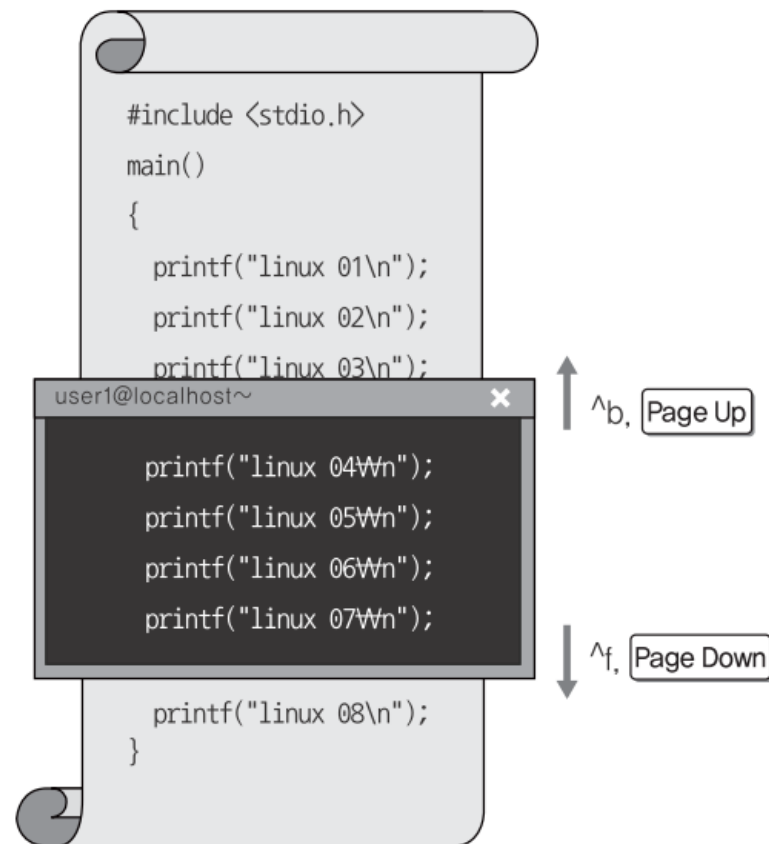 #include <stdio.h>
main()
{
printf("linux 01\n");
printf("linux 02\n");
printf("linux 03\n");
user1@localhost~
^b, Page Up
printf("linux 04₩n");
printf("linux 05₩n");
printf("linux 06₩n");
printf("linux 07₩n");
^f, Page Down
printf("linux 08\n");
}